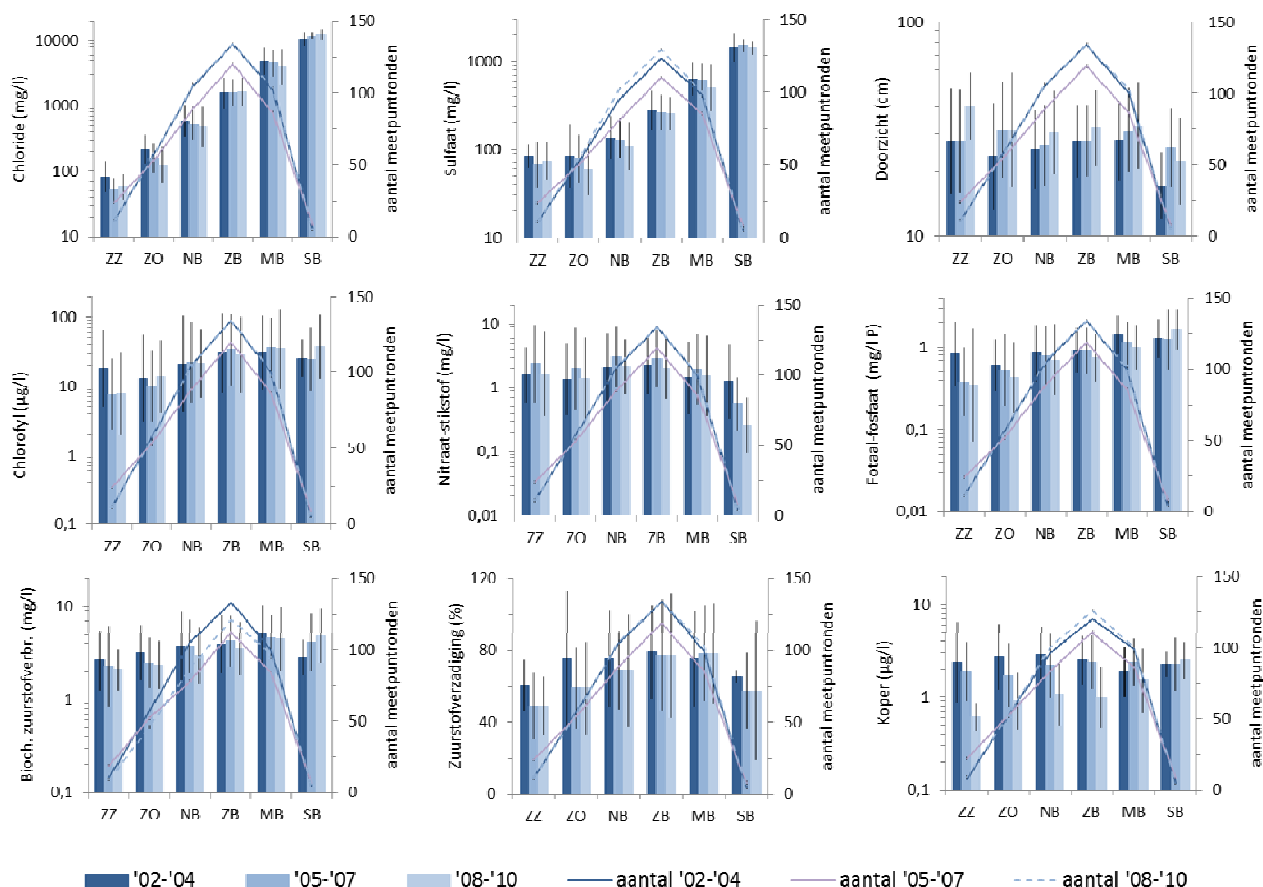 Chloride (mg/l)
10000
1000
100
10
150
100
50
0
aantal meetpuntronden
ZZ ZO NB ZB MB SB
Sulfaat (mg/l)
1000
100
10
150
100
50
0
aantal meetpuntronden
ZZ ZO NB ZB MB SB
Doorzicht (cm)
100
10
150
100
50
0
aantal meetpuntronden
ZZ ZO NB ZB MB SB
Chlorofyl (µg/l)
100
10
1
0,1
150
100
50
0
aantal meetpuntronden
ZZ ZO NB ZB MB SB
Nitraat-stikstof (mg/l)
10
1
0,1
0,01
150
100
50
0
aantal meetpuntronden
ZZ ZO NB ZB MB SB
Fotaal-fosfaat (mg/l P)
1
0,1
0,01
150
100
50
0
aantal meetpuntronden
ZZ ZO NB ZB MB SB
Bioch. zuurstofverbr. (mg/l)
10
1
0,1
150
100
50
0
aantal meetpuntronden
ZZ ZO NB ZB MB SB
Zuurstofverzadiging (%)
120
80
40
0
150
100
50
0
aantal meetpuntronden
ZZ ZO NB ZB MB SB
Koper (µg/l)
10
1
0,1
150
100
50
0
aantal meetpuntronden
ZZ ZO NB ZB MB SB
'02-'04 '05-'07 '08-'10 aantal '02-'04 aantal '05-'07 aantal '08-'10